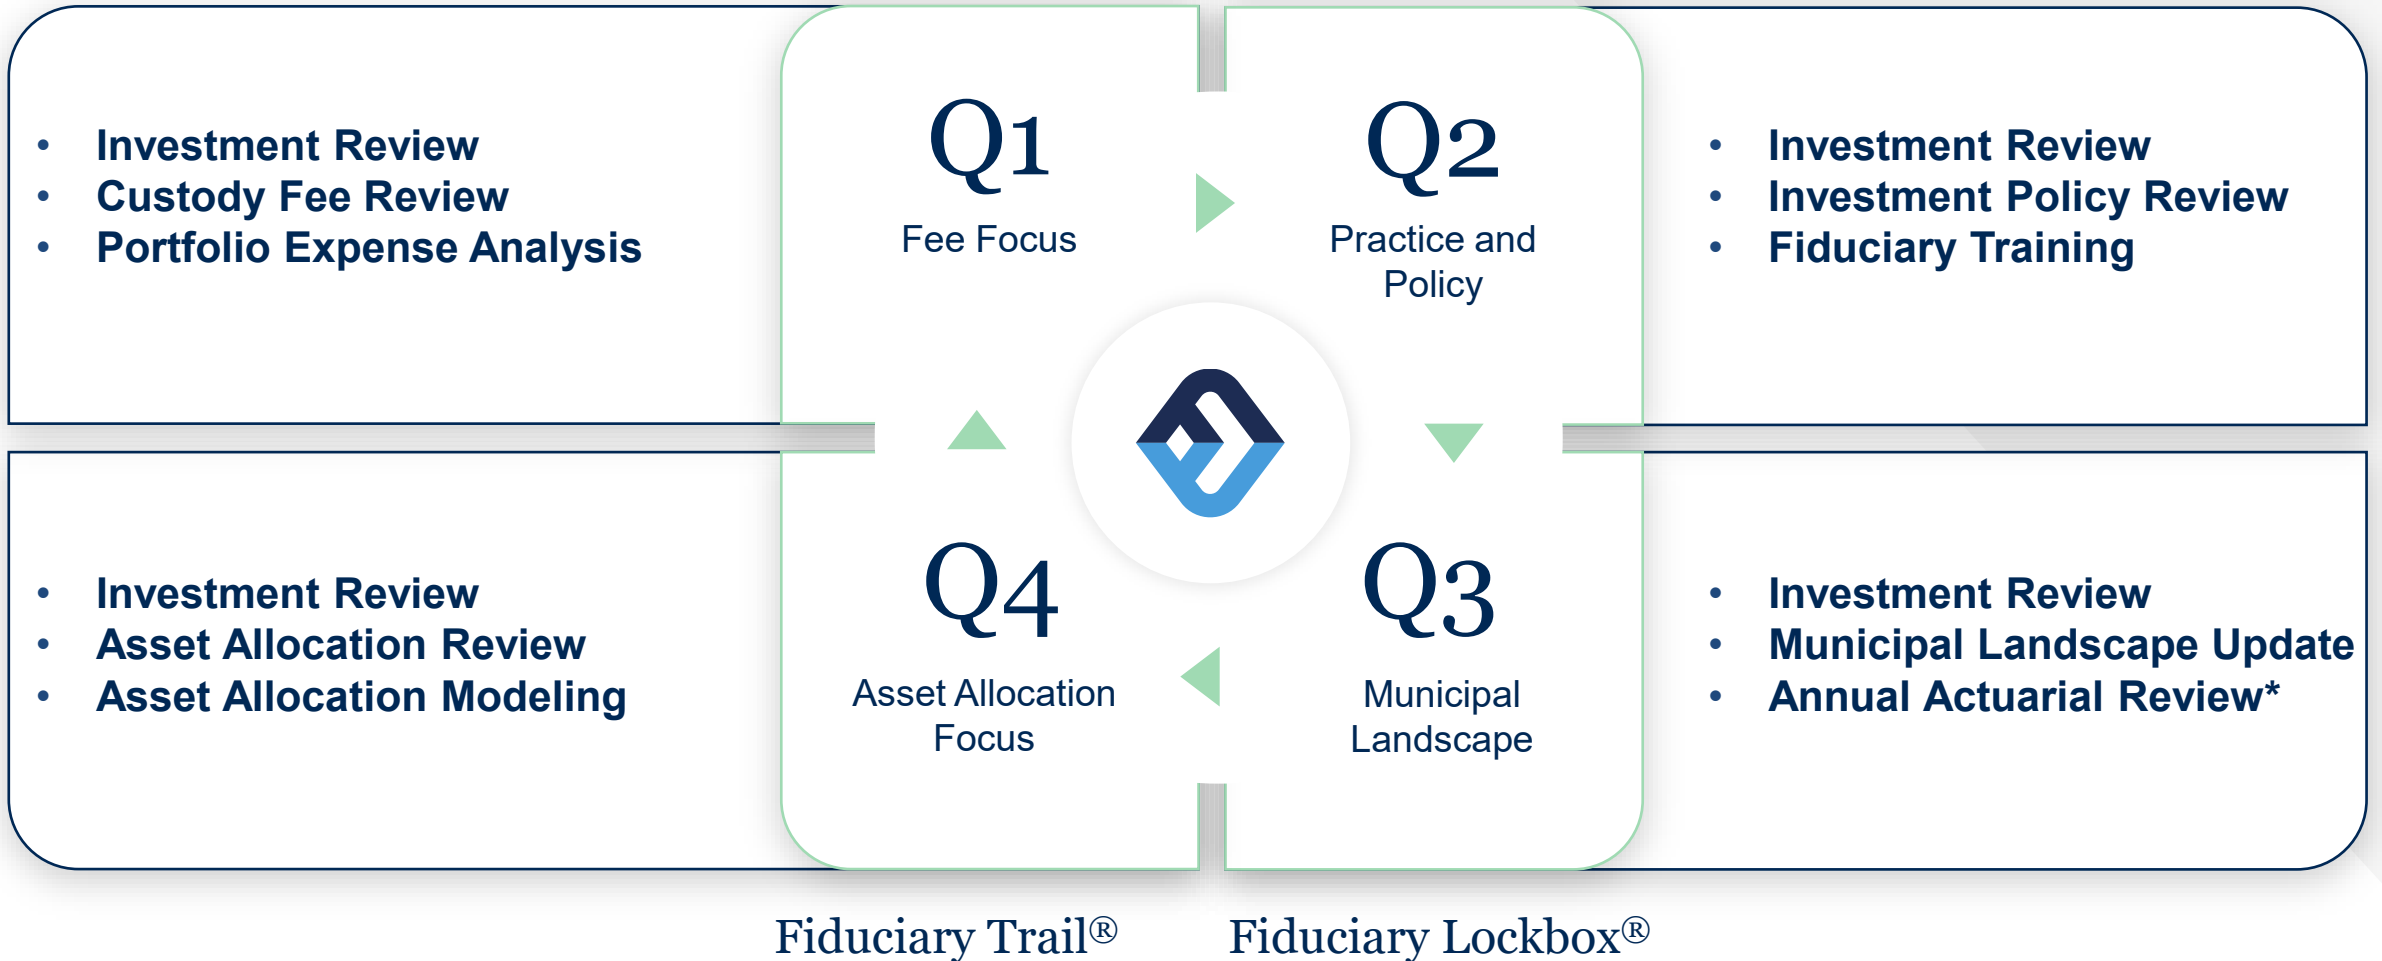 Q1
Fee Focus
• Investment Review
• Custody Fee Review
• Portfolio Expense Analysis
Q2
Practice and
Policy
• Investment Review
• Investment Policy Review
• Fiduciary Training
Q3
Municipal
Landscape
• Investment Review
• Municipal Landscape Update
• Annual Actuarial Review*
Q4
Asset Allocation
Focus
• Investment Review
• Asset Allocation Review
• Asset Allocation Modeling
Fiduciary Trail®
Fiduciary Lockbox®